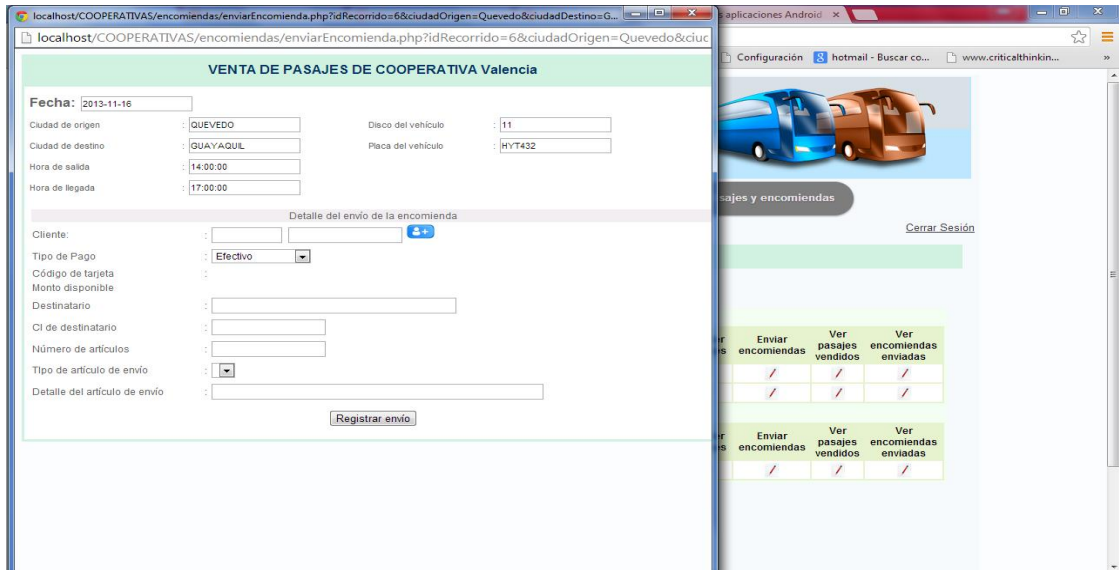 localhost/COOPERATIVAS/encomiendas/enviarEncomienda.php?idRecorrido=6&ciudadOrigen=Quevedo&ciudadDestino=G...
localhost/COOPERATIVAS/encomiendas/enviarEncomienda.php?idRecorrido=6&ciudadOrigen=Quevedo&ciuc
VENTA DE PASAJES DE COOPERATIVA Valencia
Fecha: 2013-11-16
Ciudad de origen : QUEVEDO Disco del vehículo : 11
Ciudad de destino : GUAYAQUIL Placa del vehículo : HYT432
Hora de salida : 14:00:00
Hora de llegada : 17:00:00
Detalle del envío de la encomienda
Cliente: :
Tipo de Pago : Efectivo
Código de tarjeta :
Monto disponible
Destinatario :
CI de destinatario :
Número de artículos :
TIpo de artículo de envío :
Detalle del artículo de envío :
Registrar envío
s aplicaciones Android
Configuración hotmail - Buscar co... www.criticalthinkin... »
sajes y encomiendas
Cerrar Sesión
Enviar encomiendas Ver pasajes vendidos Ver encomiendas enviadas
Enviar encomiendas Ver pasajes vendidos Ver encomiendas enviadas